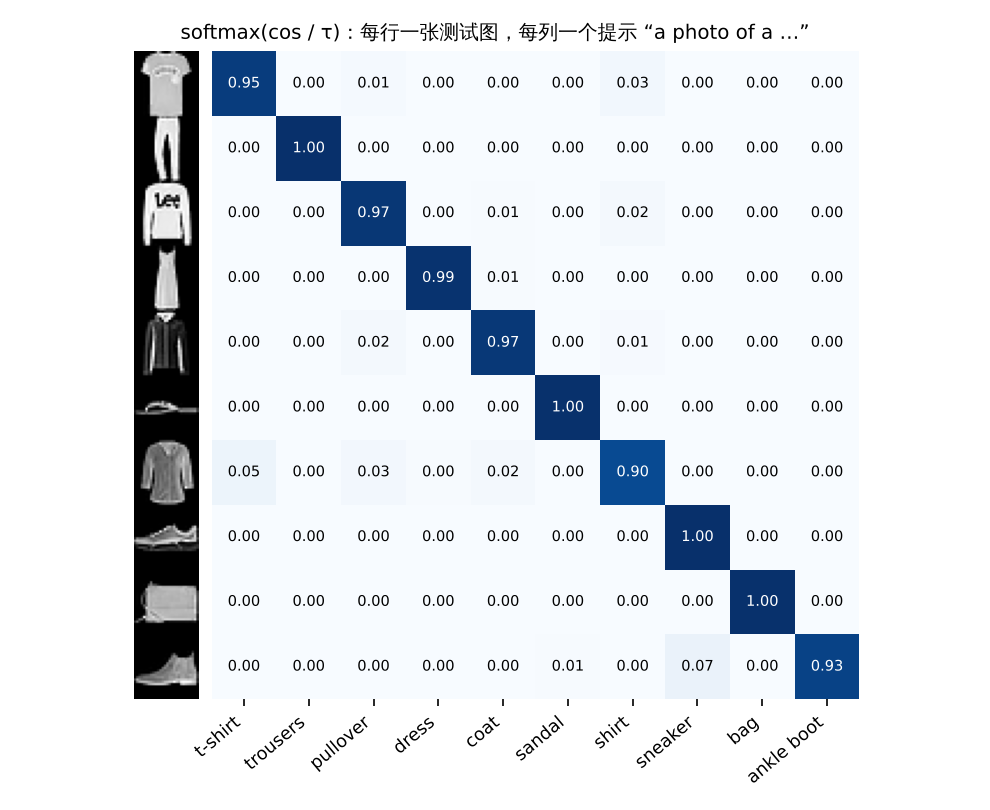 softmax(cos / τ)：每行一张测试图，每列一个提示 “a photo of a ...”
0.95 0.00 0.01 0.00 0.00 0.00 0.03 0.00 0.00 0.00
0.00 1.00 0.00 0.00 0.00 0.00 0.00 0.00 0.00 0.00
Lee
0.00 0.00 0.97 0.00 0.01 0.00 0.02 0.00 0.00 0.00
0.00 0.00 0.00 0.99 0.01 0.00 0.00 0.00 0.00 0.00
0.00 0.00 0.02 0.00 0.97 0.00 0.01 0.00 0.00 0.00
0.00 0.00 0.00 0.00 0.00 1.00 0.00 0.00 0.00 0.00
0.05 0.00 0.03 0.00 0.02 0.00 0.90 0.00 0.00 0.00
0.00 0.00 0.00 0.00 0.00 0.00 0.00 1.00 0.00 0.00
0.00 0.00 0.00 0.00 0.00 0.00 0.00 0.00 1.00 0.00
0.00 0.00 0.00 0.00 0.00 0.01 0.00 0.07 0.00 0.93
t-shirt trousers pullover dress coat sandal shirt sneaker bag ankle boot